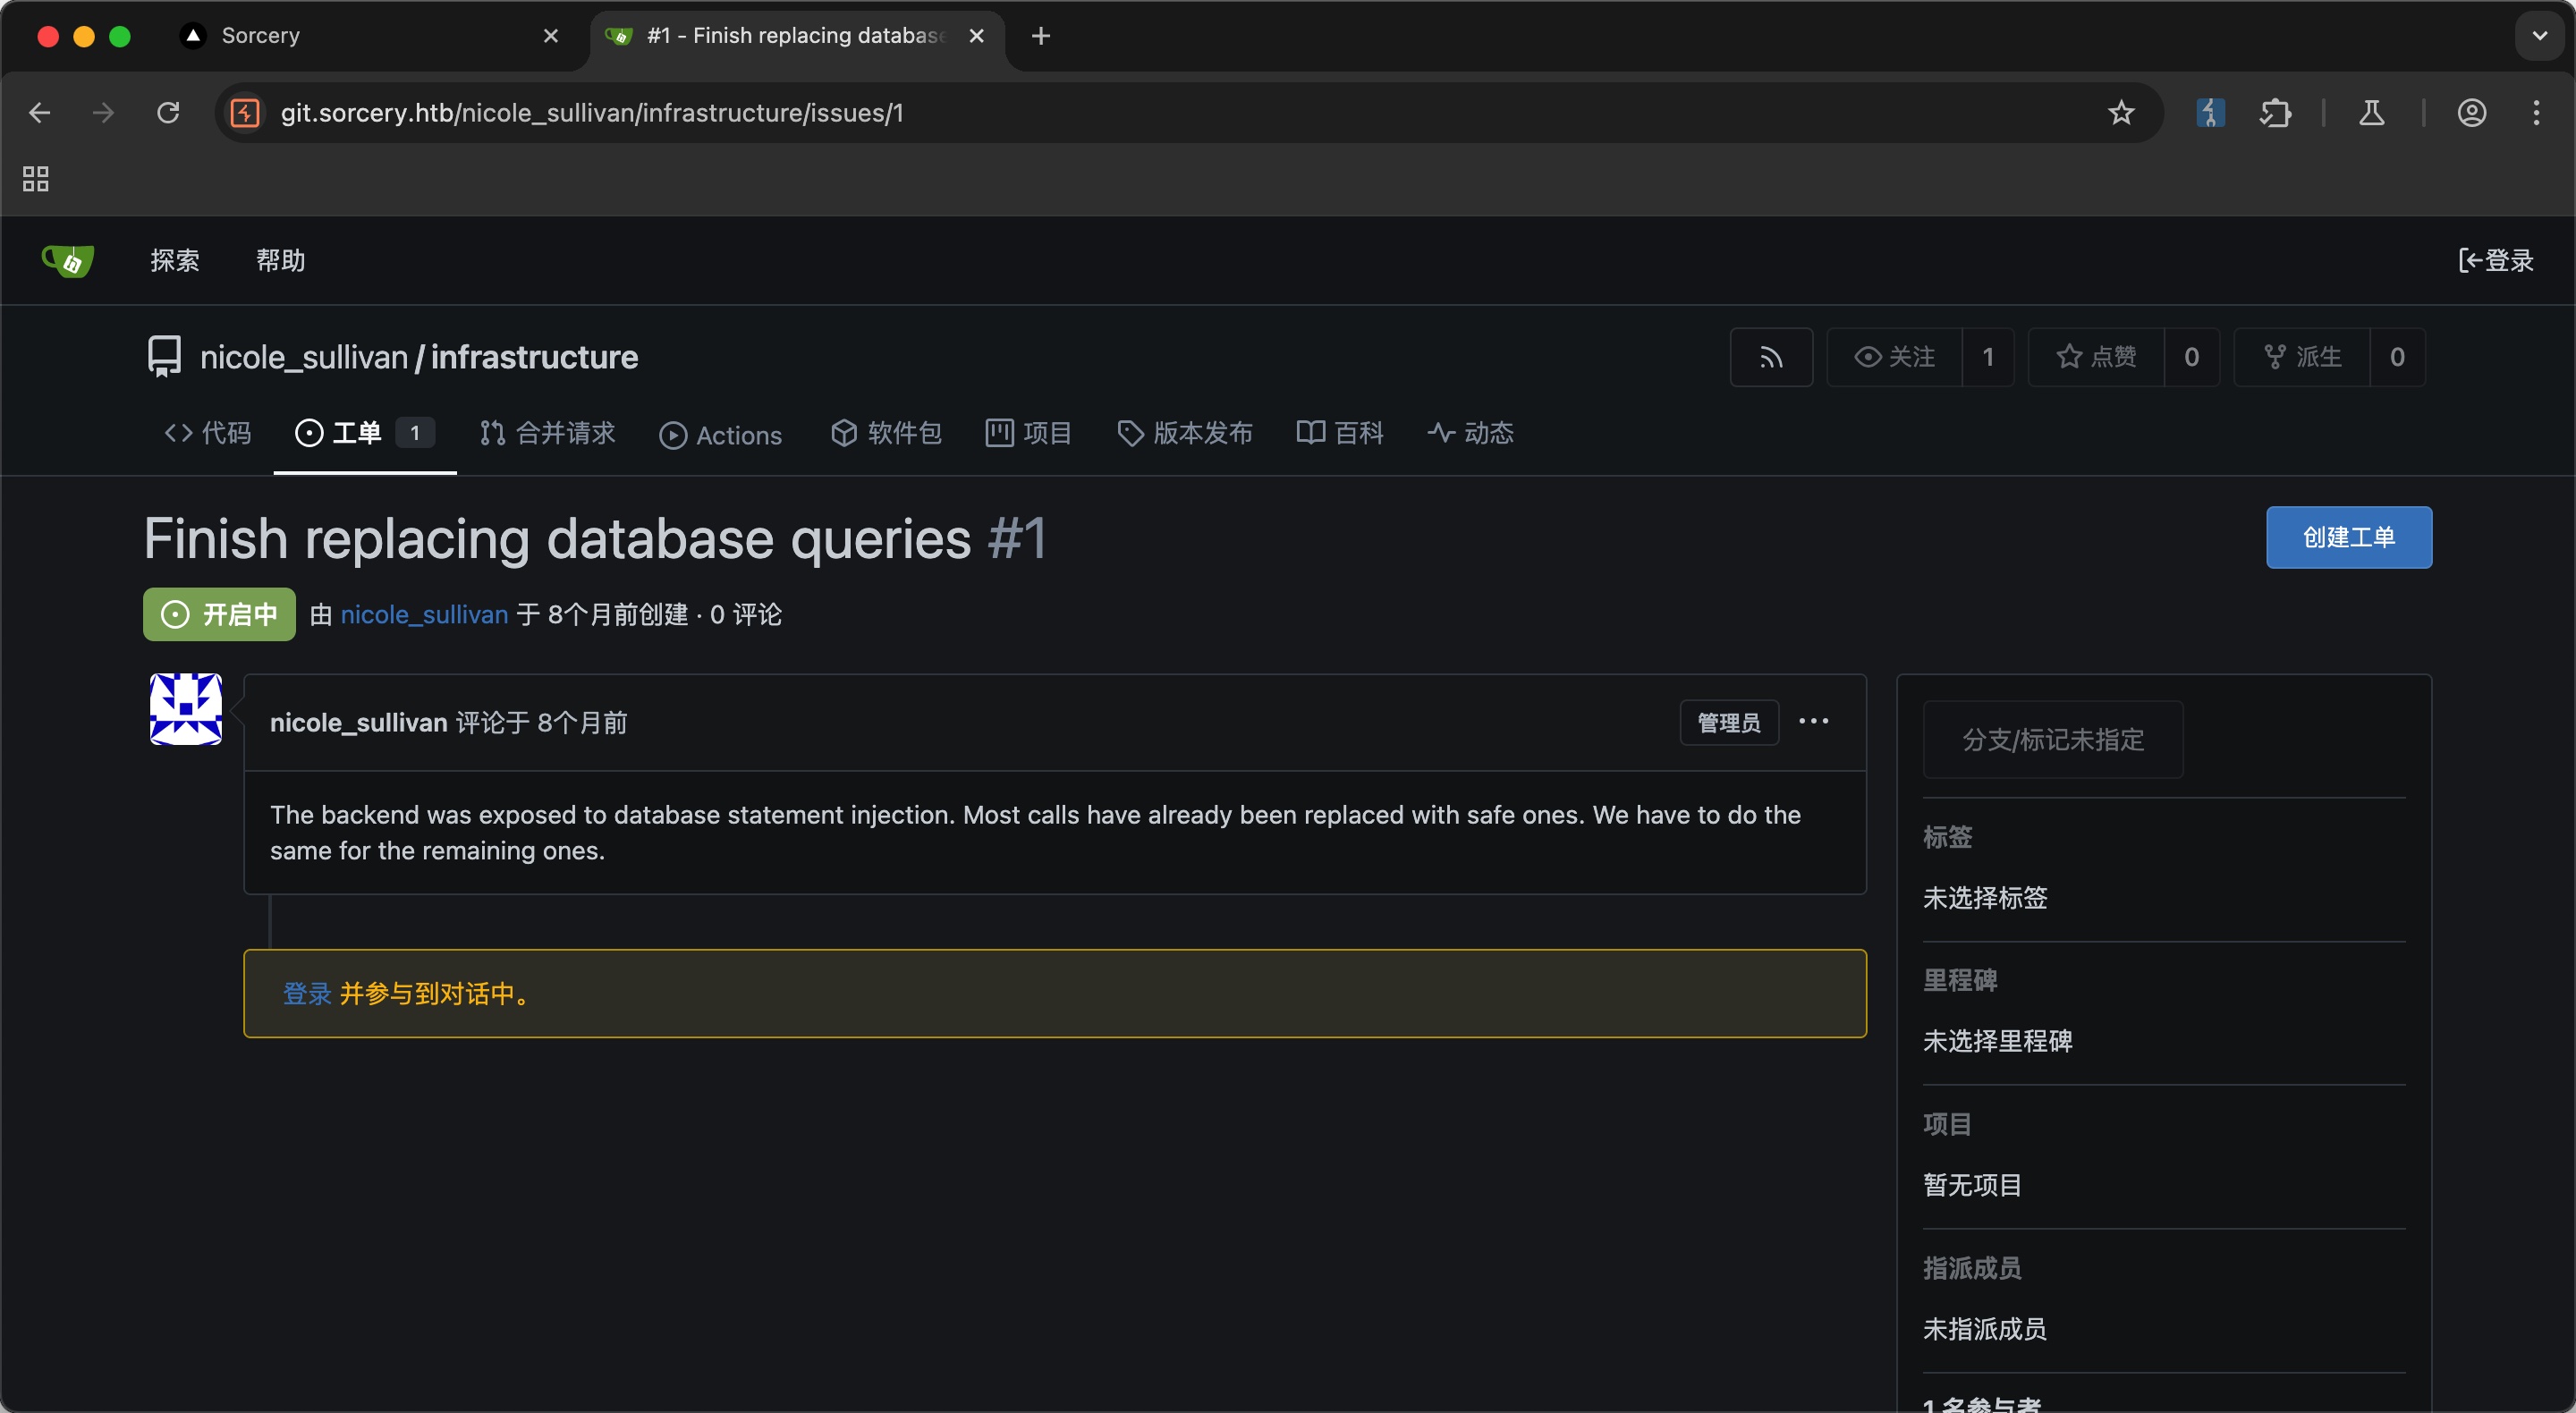 Sorcery
#1 - Finish replacing database
git.sorcery.htb/nicole_sullivan/infrastructure/issues/1
探索 帮助 登录
nicole_sullivan / infrastructure 关注 1 点赞 0 派生 0
代码 工单 1 合并请求 Actions 软件包 项目 版本发布 百科 动态
Finish replacing database queries #1 创建工单
开启中 由 nicole_sullivan 于 8个月前创建 · 0 评论
nicole_sullivan 评论于 8个月前 管理员
The backend was exposed to database statement injection. Most calls have already been replaced with safe ones. We have to do the
same for the remaining ones.
登录 并参与到对话中。
分支/标记未指定
标签
未选择标签
里程碑
未选择里程碑
项目
暂无项目
指派成员
未指派成员
1 名参与者